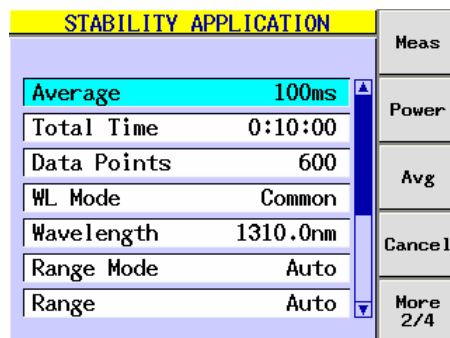 STABILITY APPLICATION
Average 100ms
Total Time 0:10:00
Data Points 600
WL Mode Common
Wavelength 1310.0nm
Range Mode Auto
Range Auto
Meas
Power
Avg
Cancel
More
2/4